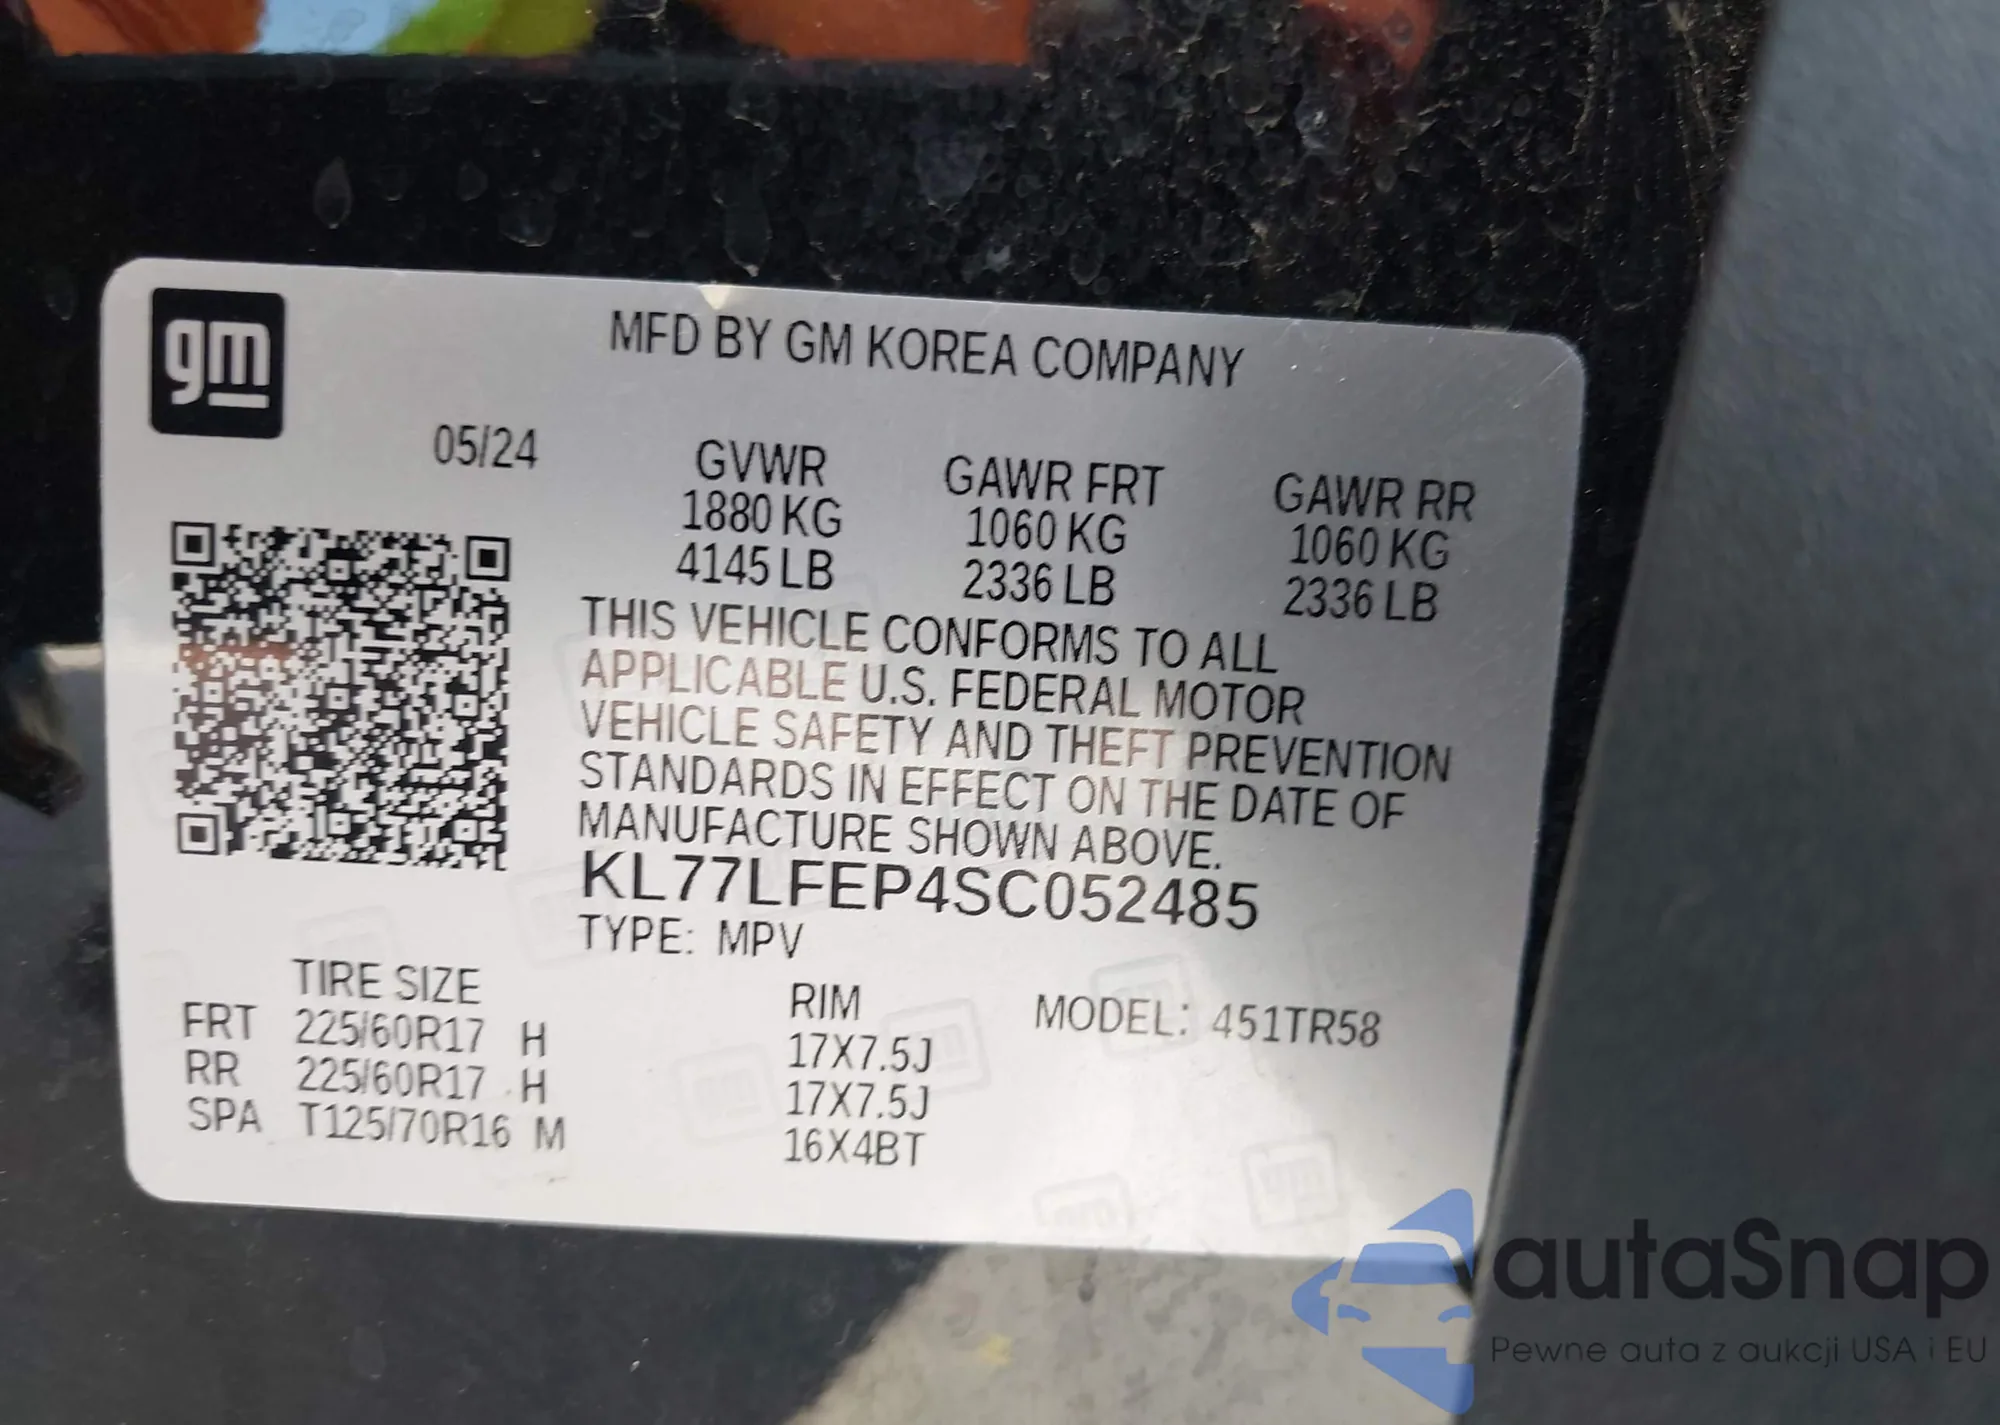 gm
MFD BY GM KOREA COMPANY
05/24
GVWR GAWR FRT GAWR RR
1880 KG 1060 KG 1060 KG
4145 LB 2336 LB 2336 LB
THIS VEHICLE CONFORMS TO ALL
APPLICABLE U.S. FEDERAL MOTOR
VEHICLE SAFETY AND THEFT PREVENTION
STANDARDS IN EFFECT ON THE DATE OF
MANUFACTURE SHOWN ABOVE.
KL77LFEP4SC052485
TYPE: MPV
TIRE SIZE RIM MODEL: 451TR58
FRT 225/60R17 H 17X7.5J
RR 225/60R17 H 17X7.5J
SPA T125/70R16 M 16X4BT
autaSnap
Pewne auta z aukcji USA i EU